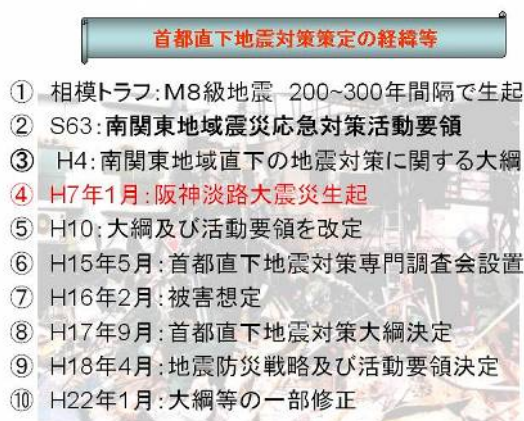 首都直下地震対策策定の経緯等
① 相模トラフ:M8級地震 200~300年間隔で生起
② S63:南関東地域震災応急対策活動要領
③ H4:南関東地域直下の地震対策に関する大綱
④ H7年1月:阪神淡路大震災生起
⑤ H10:大綱及び活動要領を改定
⑥ H15年5月:首都直下地震対策専門調査会設置
⑦ H16年2月:被害想定
⑧ H17年9月:首都直下地震対策大綱決定
⑨ H18年4月:地震防災戦略及び活動要領決定
⑩ H22年1月:大綱等の一部修正